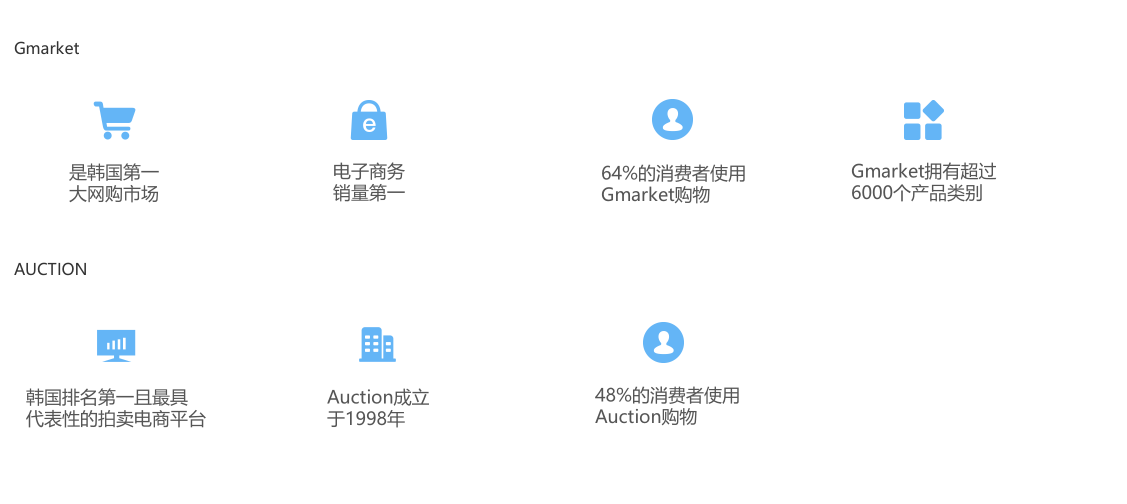 Gmarket
是韩国第一
大网购市场
电子商务
销量第一
64%的消费者使用
Gmarket购物
Gmarket拥有超过
6000个产品类别
AUCTION
韩国排名第一且最具
代表性的拍卖电商平台
Auction成立
于1998年
48%的消费者使用
Auction购物